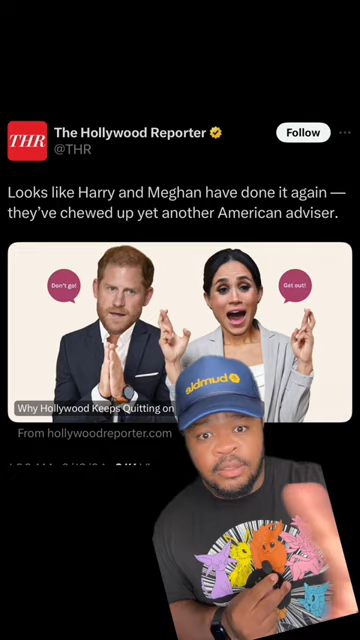 THR
The Hollywood Reporter
@THR
Follow
Looks like Harry and Meghan have done it again —
they've chewed up yet another American adviser.
Don't go!
Get out!
Why Hollywood Keeps Quitting on
From hollywoodreporter.com
bumble